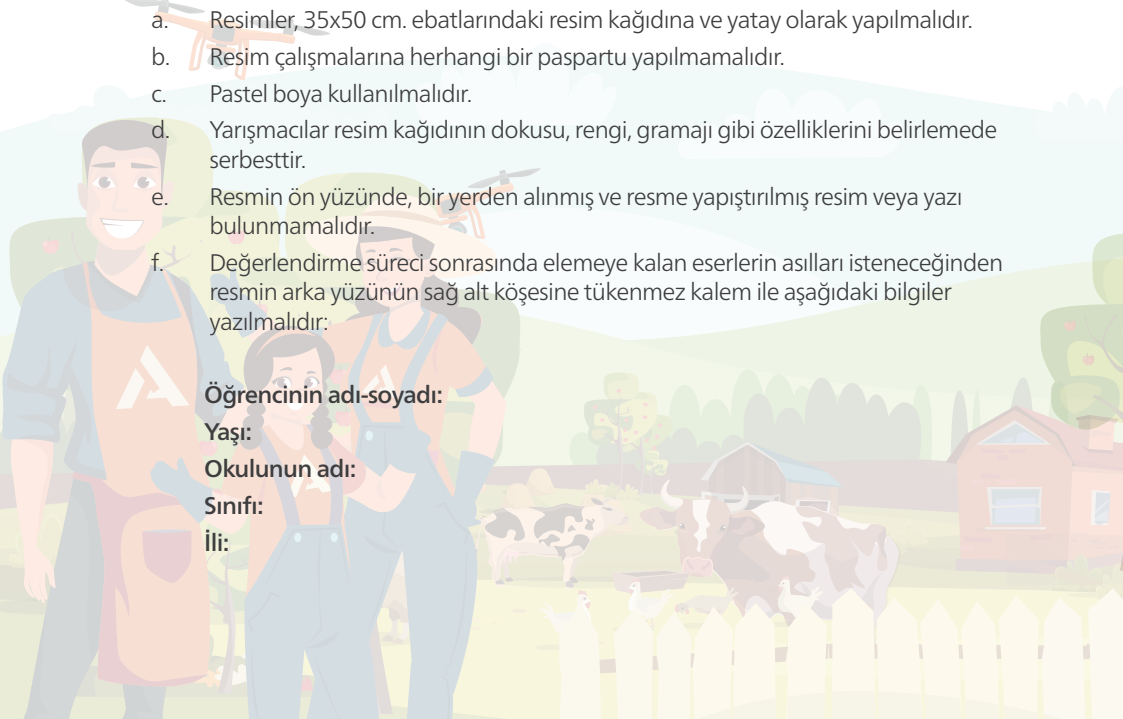 a. Resimler, 35x50 cm. ebatlarındaki resim kağıdına ve yatay olarak yapılmalıdır.
b. Resim çalışmalarına herhangi bir paspartu yapılmamalıdır.
c. Pastel boya kullanılmalıdır.
d. Yarışmacılar resim kağıdının dokusu, rengi, gramajı gibi özelliklerini belirlemede
serbesttir.
e. Resmin ön yüzünde, bir yerden alınmış ve resme yapıştırılmış resim veya yazı
bulunmamalıdır.
f. Değerlendirme süreci sonrasında elemeye kalan eserlerin asılları isteneceğinden
resmin arka yüzünün sağ alt köşesine tükenmez kalem ile aşağıdaki bilgiler
yazılmalıdır:
Öğrencinin adı-soyadı:
Yaşı:
Okulunun adı:
Sınıfı:
İli: